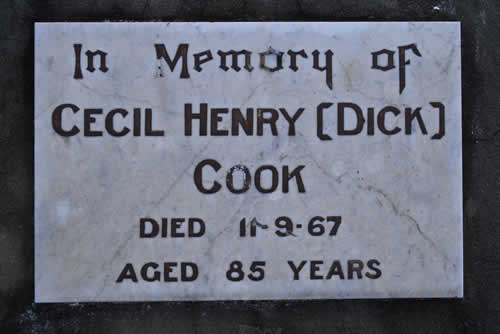 In Memory of
CECIL HENRY (DICK)
COOK
DIED 11-9-67
AGED 85 YEARS